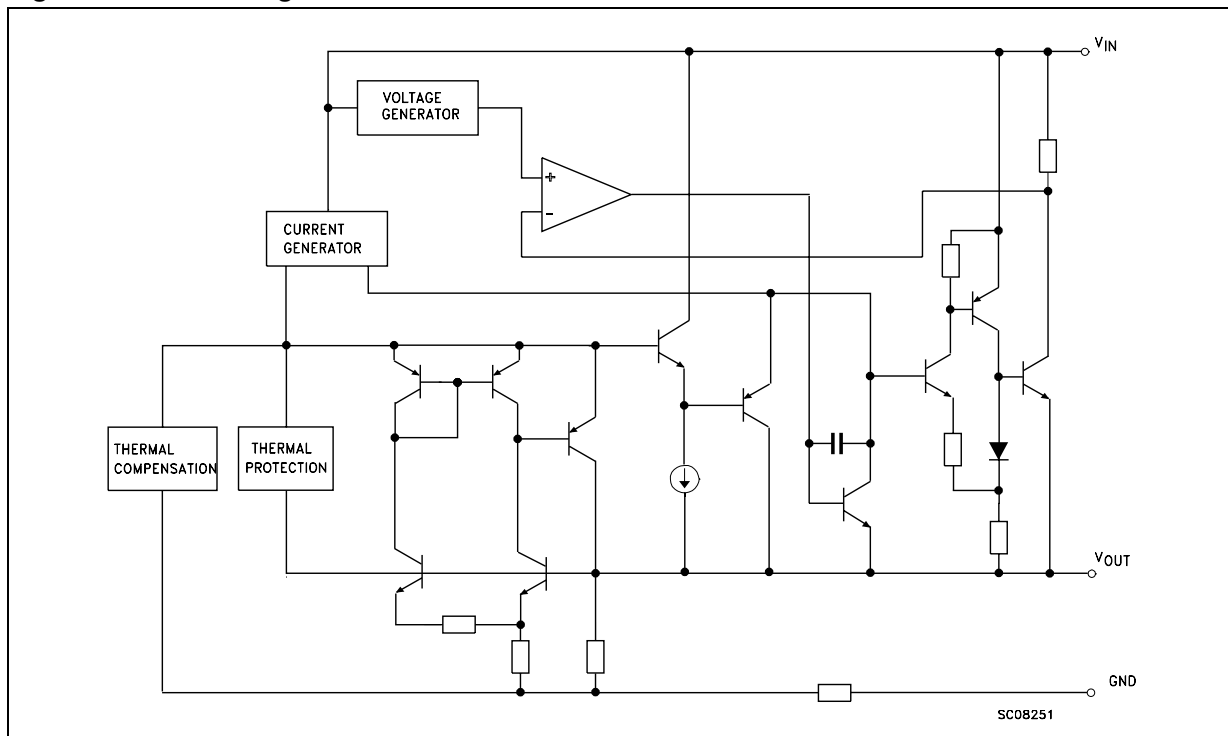 VIN
VOLTAGE
GENERATOR
+
-
CURRENT
GENERATOR
THERMAL
COMPENSATION
THERMAL
PROTECTION
VOUT
GND
SC08251